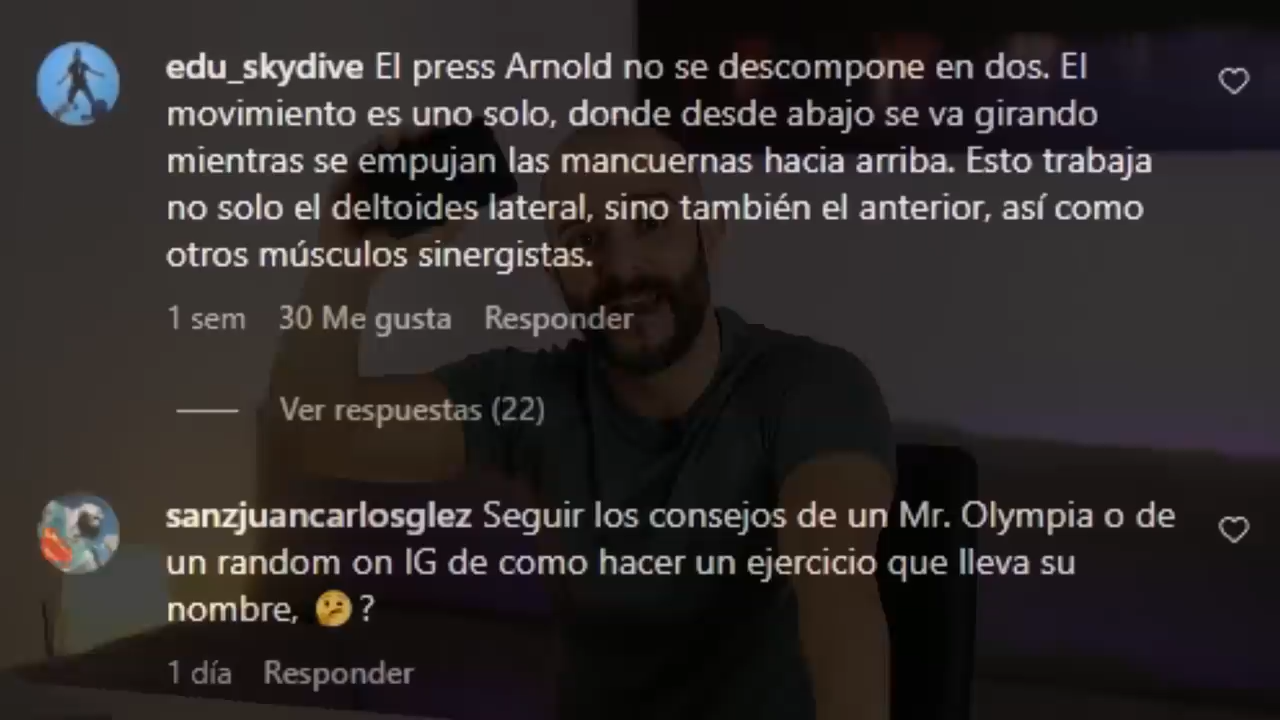 edu_skydive El press Arnold no se descompone en dos. El
movimiento es uno solo, donde desde abajo se va girando
mientras se empujan las mancuernas hacia arriba. Esto trabaja
no solo el deltoides lateral, sino también el anterior, así como
otros músculos sinergistas.
1 sem 30 Me gusta Responder
Ver respuestas (22)
sanzjuancarlosglez Seguir los consejos de un Mr. Olympia o de
un random on IG de como hacer un ejercicio que lleva su
nombre, 🤔?
1 día Responder